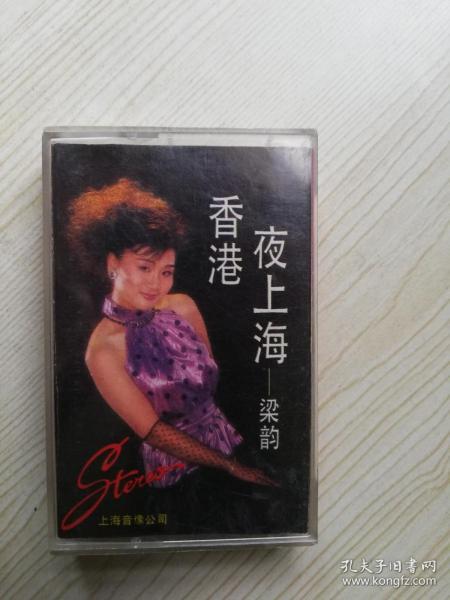 香港
夜上海—梁韵
Stereo
上海音像公司
孔夫子旧书网
www.kongfz.com